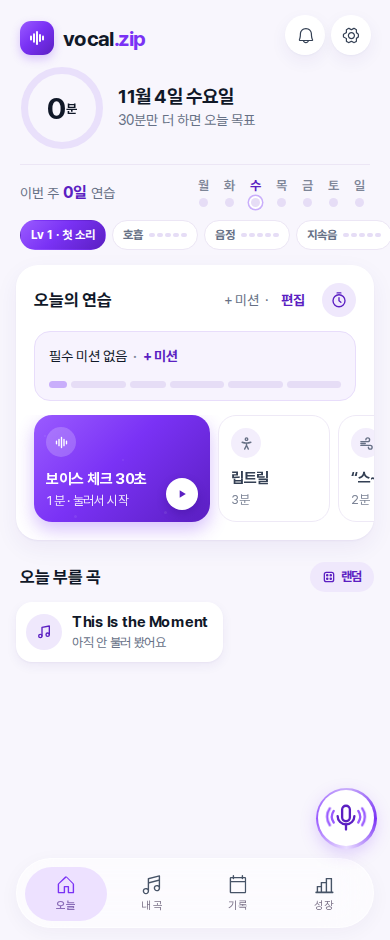 vocal.zip
0분
11월 4일 수요일
30분만 더 하면 오늘 목표
이번 주 0일 연습
월 화 수 목 금 토 일
Lv 1 · 첫 소리
호흡
음정
지속음
오늘의 연습
+ 미션 · 편집
필수 미션 없음 · + 미션
보이스 체크 30초
1분 · 눌러서 시작
립트릴
3분
“스-
2분
오늘 부를 곡
랜덤
This Is the Moment
아직 안 불러 봤어요
오늘
내 곡
기록
성장